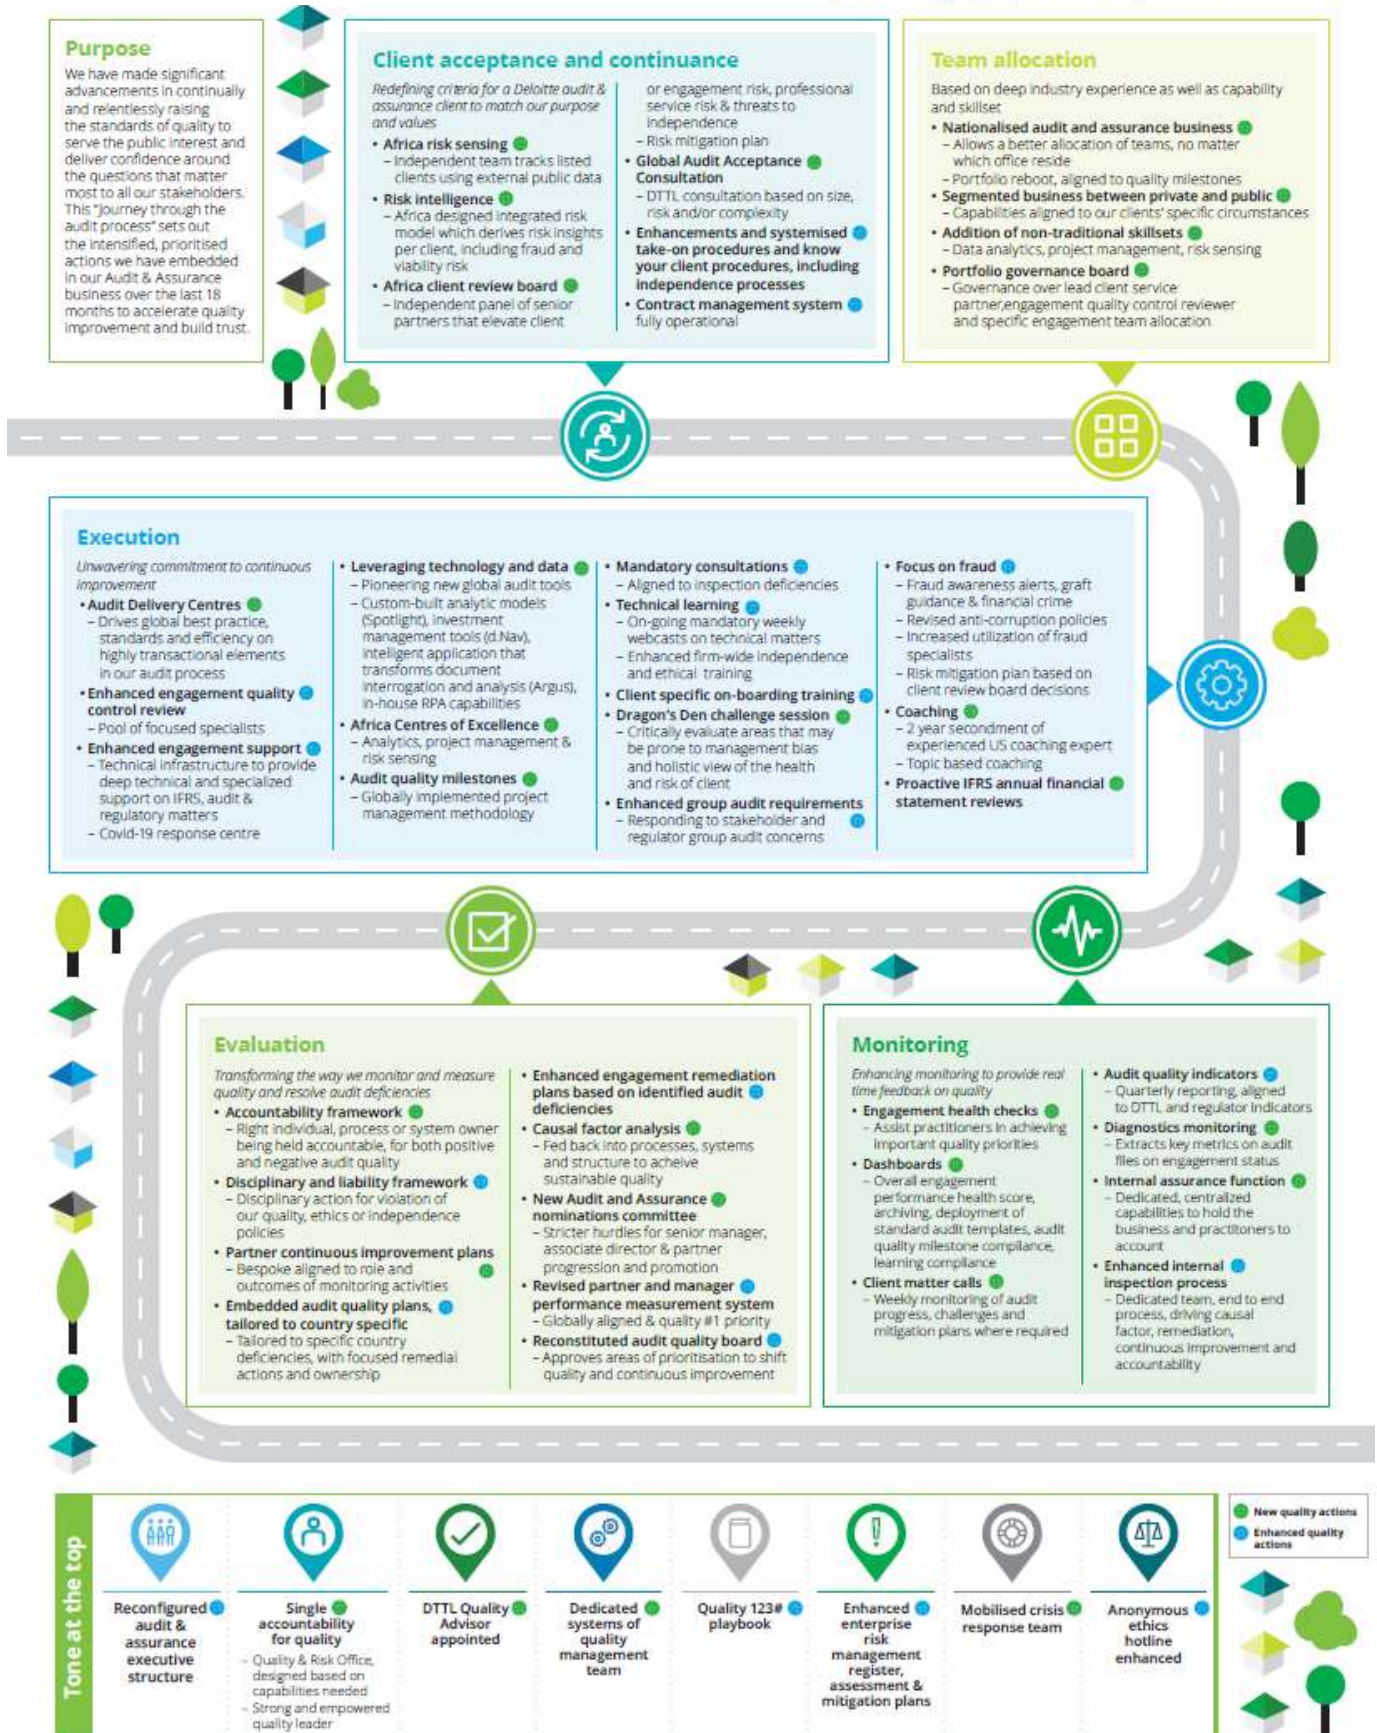 Purpose
We have made significant
advancements in continually
and relentlessly raising
the standards of quality to
serve the public interest and
deliver confidence around
the questions that matter
most to all our stakeholders.
This "journey through the
audit process" sets out
the intensified, prioritised
actions we have embedded
in our Audit & Assurance
business over the last 18
months to accelerate quality
improvement and build trust.
Client acceptance and continuance
Redefining criteria for a Deloitte audit &
assurance client to match our purpose
and values
• Africa risk sensing
– Independent team tracks listed
clients using external public data
• Risk intelligence
– Africa designed integrated risk
model which derives risk insights
per client, including fraud and
viability risk
• Africa client review board
– Independent panel of senior
partners that elevate client
or engagement risk, professional
service risk & threats to
independence
– Risk mitigation plan
• Global Audit Acceptance
Consultation
– DTTL consultation based on size,
risk and/or complexity
• Enhancements and systemised
take-on procedures and know
your client procedures, including
independence processes
• Contract management system
fully operational
Team allocation
Based on deep industry experience as well as capability
and skillset
• Nationalised audit and assurance business
– Allows a better allocation of teams, no matter
which office reside
– Portfolio reboot, aligned to quality milestones
• Segmented business between private and public
– Capabilities aligned to our clients' specific circumstances
• Addition of non-traditional skillsets
– Data analytics, project management, risk sensing
• Portfolio governance board
– Governance over lead client service
partner,engagement quality control reviewer
and specific engagement team allocation
Execution
Unwavering commitment to continuous
improvement
• Audit Delivery Centres
– Drives global best practice,
standards and efficiency on
highly transactional elements
in our audit process
• Enhanced engagement quality
control review
– Pool of focused specialists
• Enhanced engagement support
– Technical infrastructure to provide
deep technical and specialized
support on IFRS, audit &
regulatory matters
– Covid-19 response centre
• Leveraging technology and data
– Pioneering new global audit tools
– Custom-built analytic models
(Spotlight), investment
management tools (d.Nav),
intelligent application that
transforms document
interrogation and analysis (Argus),
in-house RPA capabilities
• Africa Centres of Excellence
– Analytics, project management &
risk sensing
• Audit quality milestones
– Globally implemented project
management methodology
• Mandatory consultations
– Aligned to inspection deficiencies
• Technical learning
– On-going mandatory weekly
webcasts on technical matters
– Enhanced firm-wide independence
and ethical training
• Client specific on-boarding training
• Dragon's Den challenge session
– Critically evaluate areas that may
be prone to management bias
and holistic view of the health
and risk of client
• Enhanced group audit requirements
– Responding to stakeholder and
regulator group audit concerns
• Focus on fraud
– Fraud awareness alerts, graft
guidance & financial crime
– Revised anti-corruption policies
– Increased utilization of fraud
specialists
– Risk mitigation plan based on
client review board decisions
• Coaching
– 2 year secondment of
experienced US coaching expert
– Topic based coaching
• Proactive IFRS annual financial
statement reviews
Evaluation
Transforming the way we monitor and measure
quality and resolve audit deficiencies
• Accountability framework
– Right individual, process or system owner
being held accountable, for both positive
and negative audit quality
• Disciplinary and liability framework
– Disciplinary action for violation of
our quality, ethics or independence
policies
• Partner continuous improvement plans
– Bespoke aligned to role and
outcomes of monitoring activities
• Embedded audit quality plans,
tailored to country specific
– Tailored to specific country
deficiencies, with focused remedial
actions and ownership
• Enhanced engagement remediation
plans based on identified audit
deficiencies
• Causal factor analysis
– Fed back into processes, systems
and structure to acheive
sustainable quality
• New Audit and Assurance
nominations committee
– Stricter hurdles for senior manager,
associate director & partner
progression and promotion
• Revised partner and manager
performance measurement system
– Globally aligned & quality #1 priority
• Reconstituted audit quality board
– Approves areas of prioritisation to shift
quality and continuous improvement
Monitoring
Enhancing monitoring to provide real
time feedback on quality
• Engagement health checks
– Assist practitioners in achieving
important quality priorities
• Dashboards
– Overall engagement
performance health score,
archiving, deployment of
standard audit templates, audit
quality milestone compliance,
learning compliance
• Client matter calls
– Weekly monitoring of audit
progress, challenges and
mitigation plans where required
• Audit quality indicators
– Quarterly reporting, aligned
to DTTL and regulator indicators
• Diagnostics monitoring
– Extracts key metrics on audit
files on engagement status
• Internal assurance function
– Dedicated, centralized
capabilities to hold the
business and practitoners to
account
• Enhanced internal
inspection process
– Dedicated team, end to end
process, driving causal
factor, remediation,
continuous improvement and
accountability
Tone at the top
Reconfigured
audit &
assurance
executive
structure
Single
accountability
for quality
– Quality & Risk Office,
designed based on
capabilities needed
– Strong and empowered
quality leader
DTTL Quality
Advisor
appointed
Dedicated
systems of
quality
management
team
Quality 123#
playbook
Enhanced
enterprise
risk
management
register,
assessment &
mitigation plans
Mobilised crisis
response team
Anonymous
ethics
hotline
enhanced
New quality actions
Enhanced quality
actions